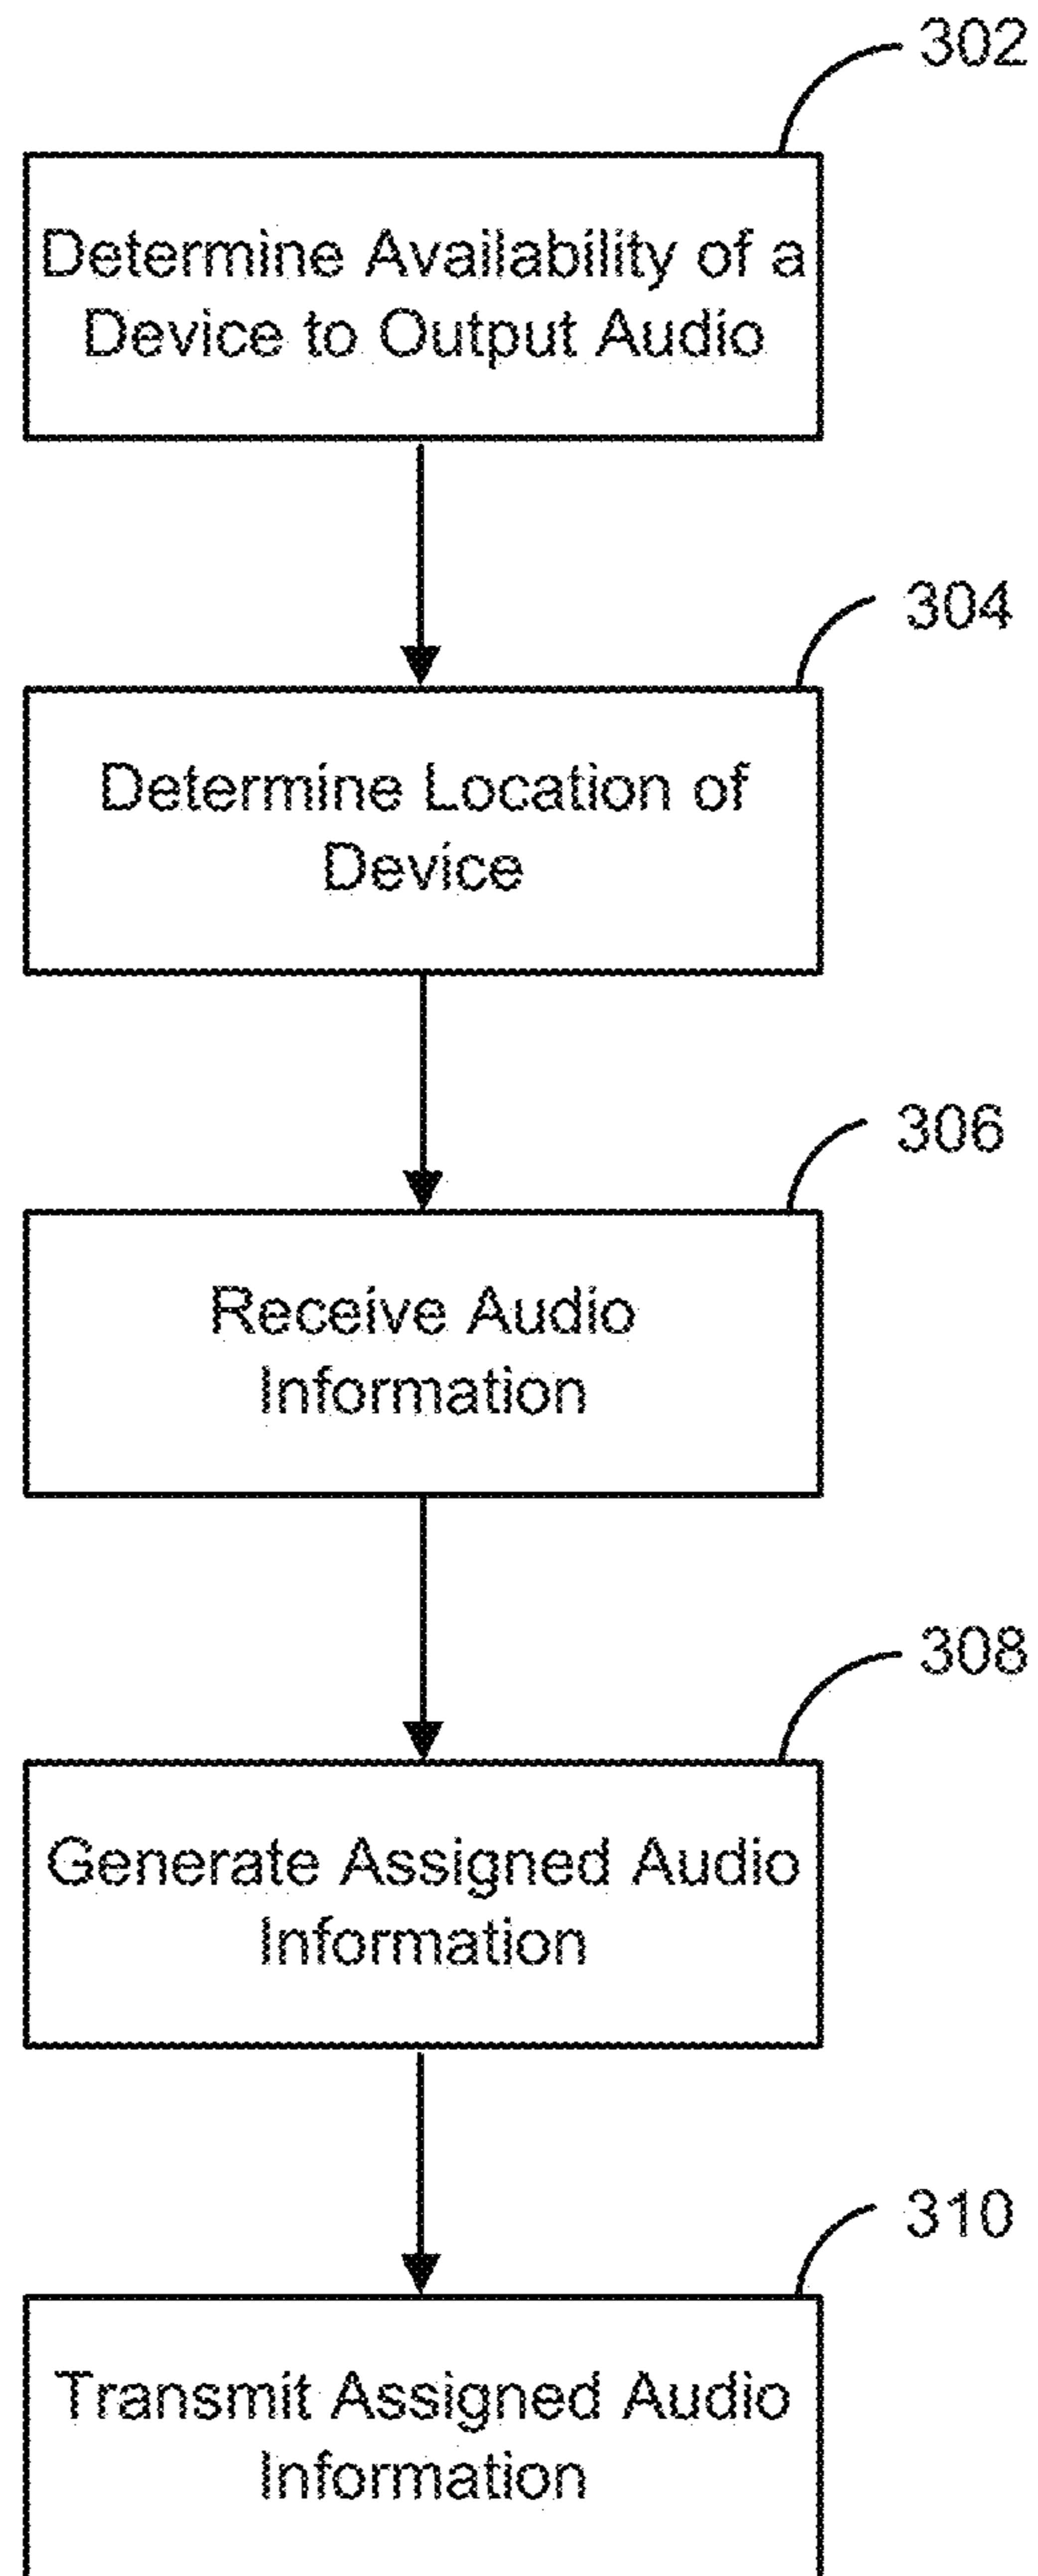 302
Determine Availability of a
Device to Output Audio
304
Determine Location of
Device
306
Receive Audio
Information
308
Generate Assigned Audio
Information
310
Transmit Assigned Audio
Information